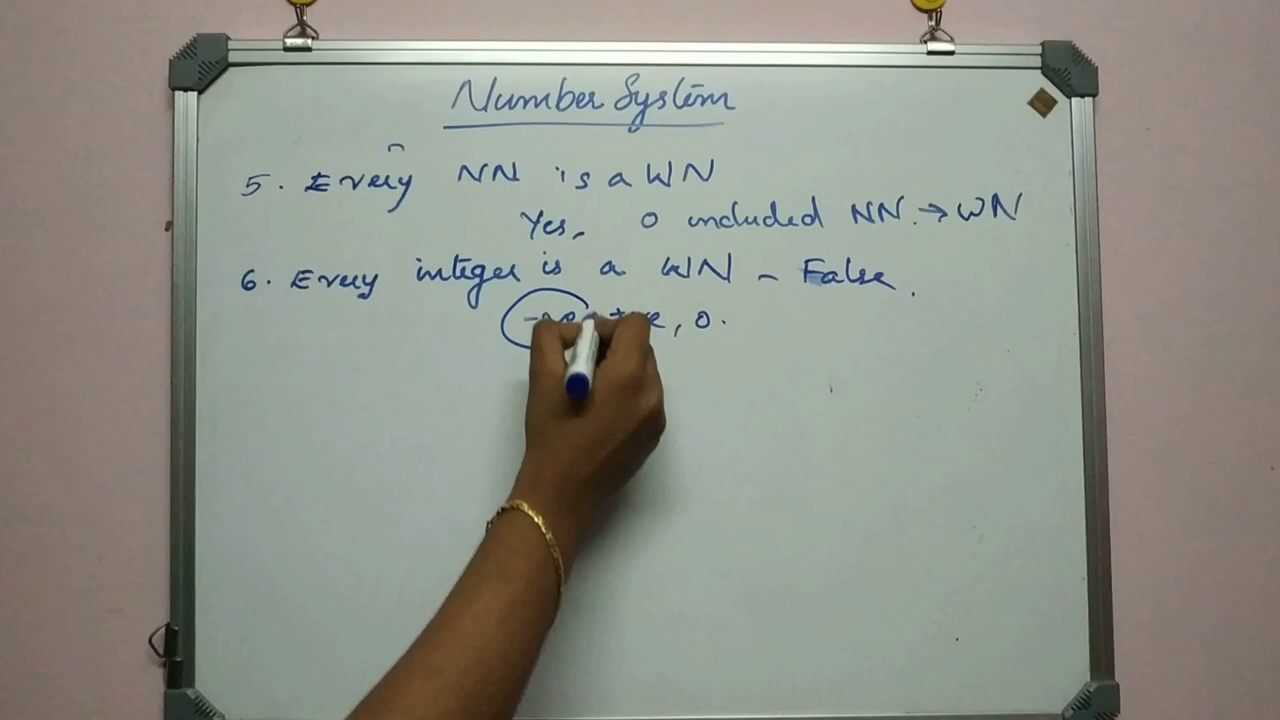 Number System
5. Every NN is a WN
Yes, 0 included NN. → WN
6. Every integer is a WN - False.
, 0.